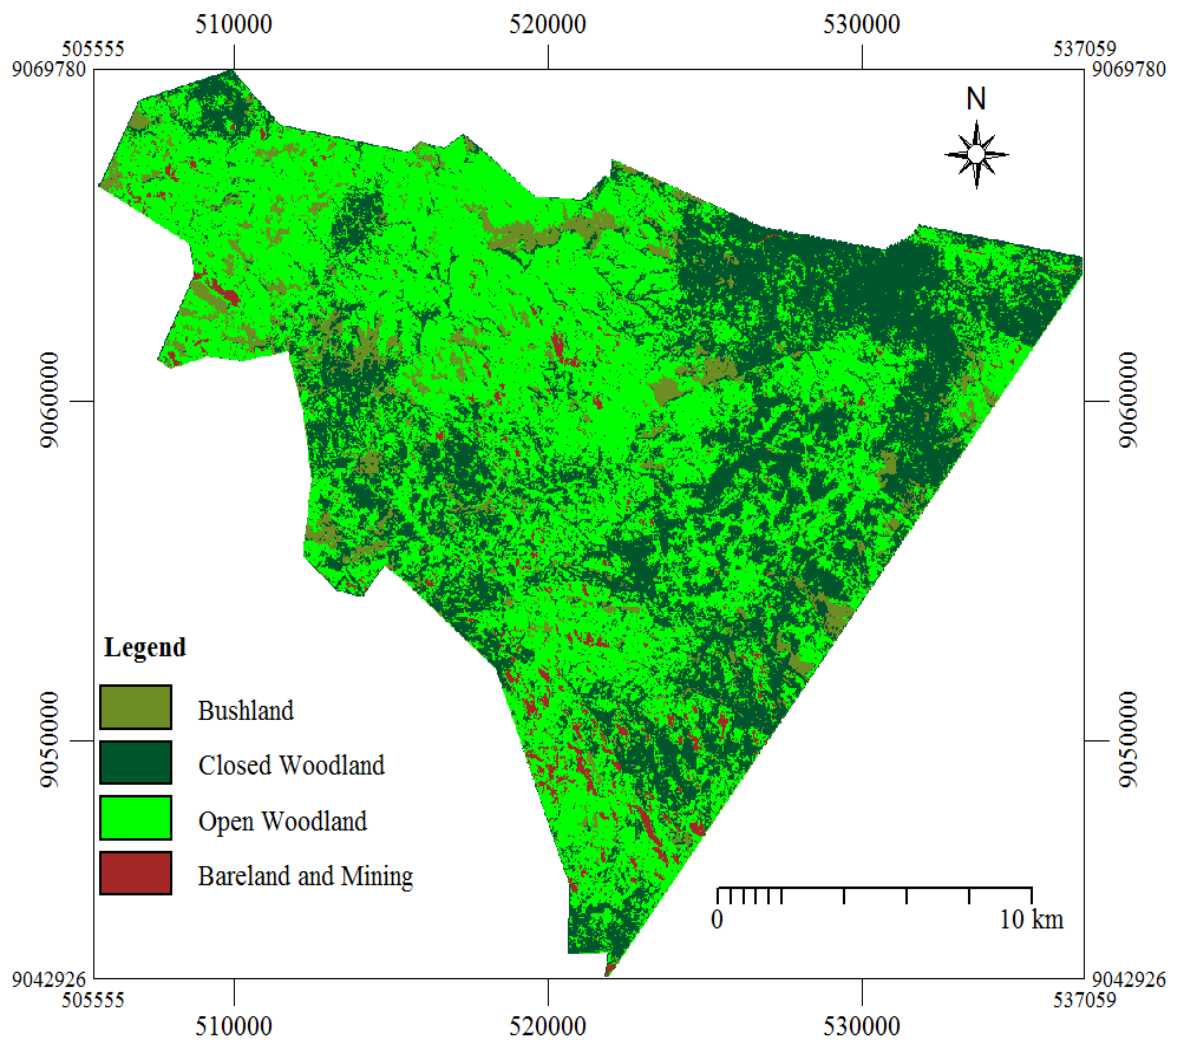 510000 520000 530000
505555 537059
9069780 9069780
N
9060000 9060000
Legend
Bushland
9050000 9050000
Closed Woodland
Open Woodland
Bareland and Mining
0 10 km
9042926 9042926
505555 537059
510000 520000 530000